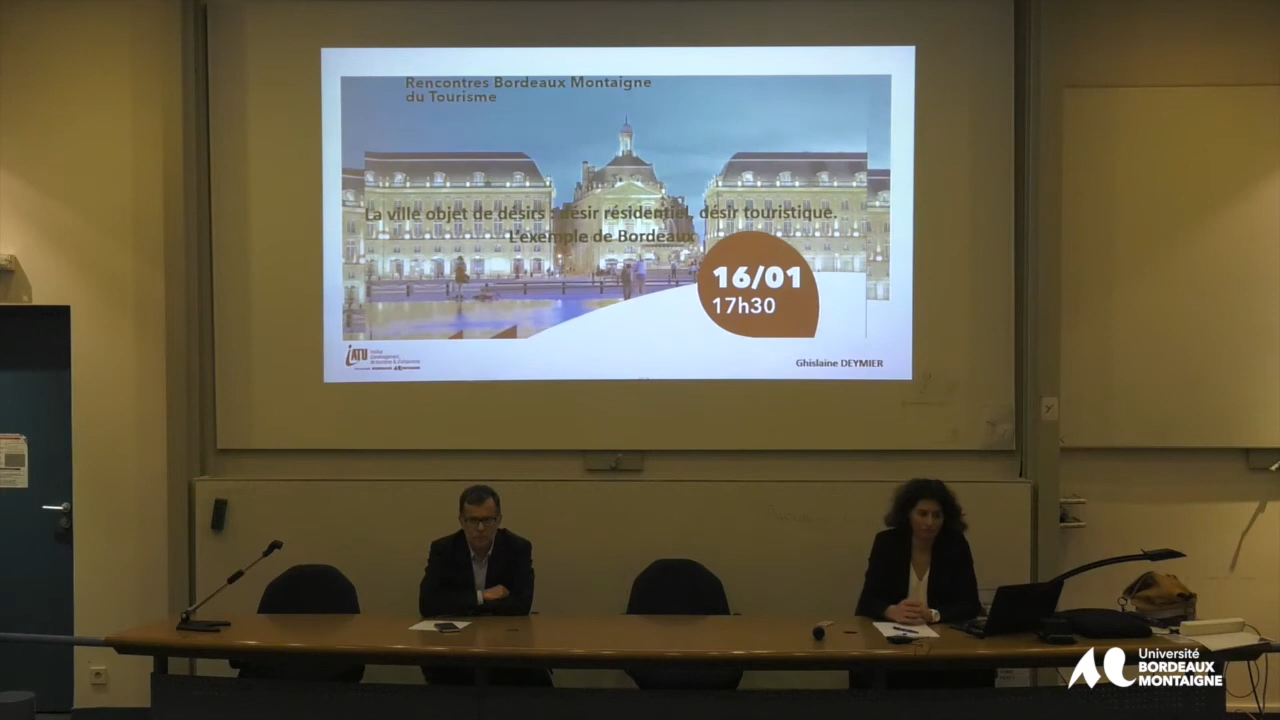 Rencontres Bordeaux Montaigne
du Tourisme
La ville objet de désirs : désir résidentiel, désir touristique.
L'exemple de Bordeaux
16/01
17h30
iATU
Ghislaine DEYMIER
Université
BORDEAUX
MONTAIGNE